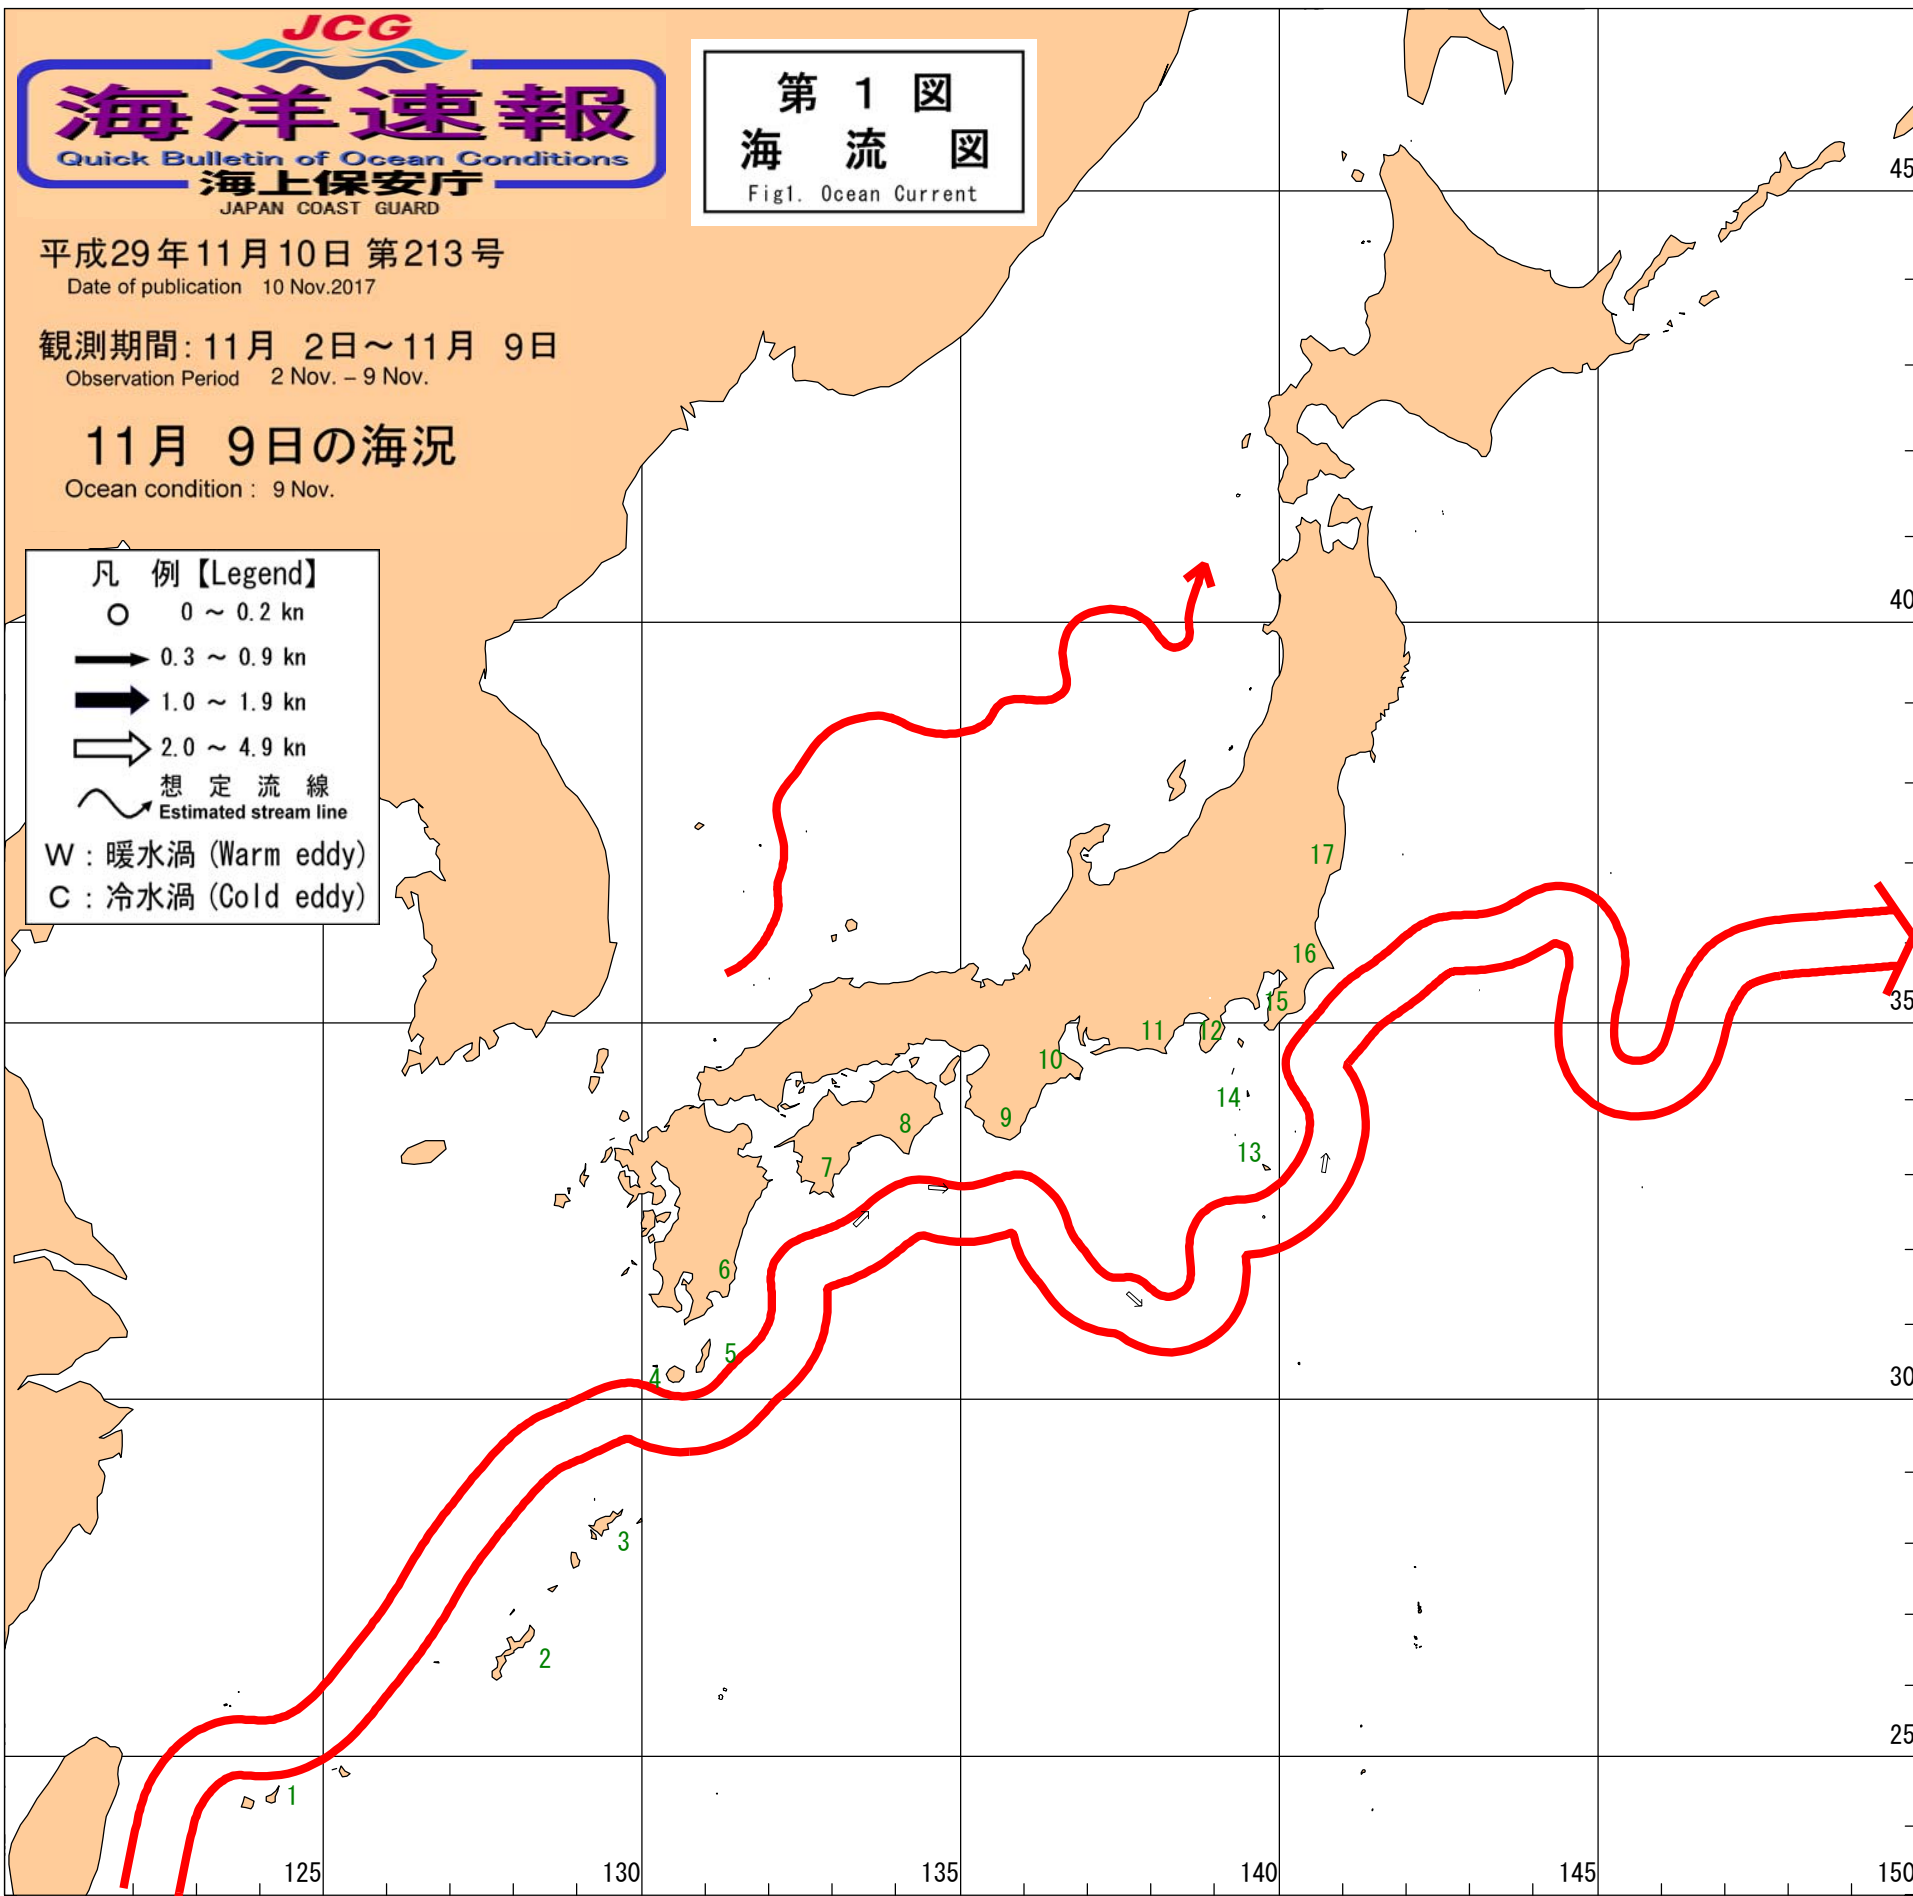 JCG
海洋速報
Quick Bulletin of Ocean Conditions
海上保安庁
JAPAN COAST GUARD
第 1 図
海 流 図
Fig1. Ocean Current
平成29年11月10日 第213号
Date of publication 10 Nov.2017
観測期間: 11月 2日～11月 9日
Observation Period 2 Nov. – 9 Nov.
11月 9日の海況
Ocean condition : 9 Nov.
凡 例【Legend】
0 ～ 0.2 kn
0.3 ～ 0.9 kn
1.0 ～ 1.9 kn
2.0 ～ 4.9 kn
想 定 流 線
Estimated stream line
W : 暖水渦 (Warm eddy)
C : 冷水渦 (Cold eddy)
45
40
17
16
35
15
12
11
10
14
9
8
13
7
6
5
4
30
3
2
25
1
125
130
135
140
145
150